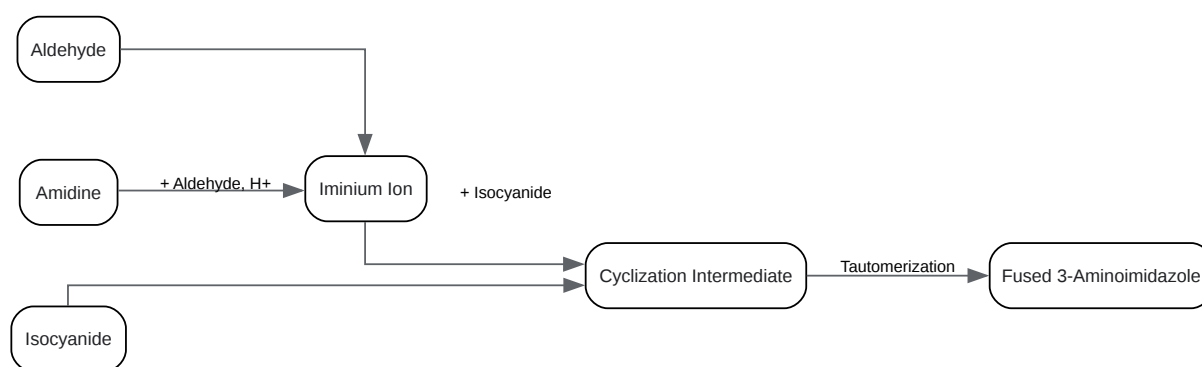 Aldehyde
Amidine
+ Aldehyde, H+
Iminium Ion
+ Isocyanide
Isocyanide
Cyclization Intermediate
Tautomerization
Fused 3-Aminoimidazole